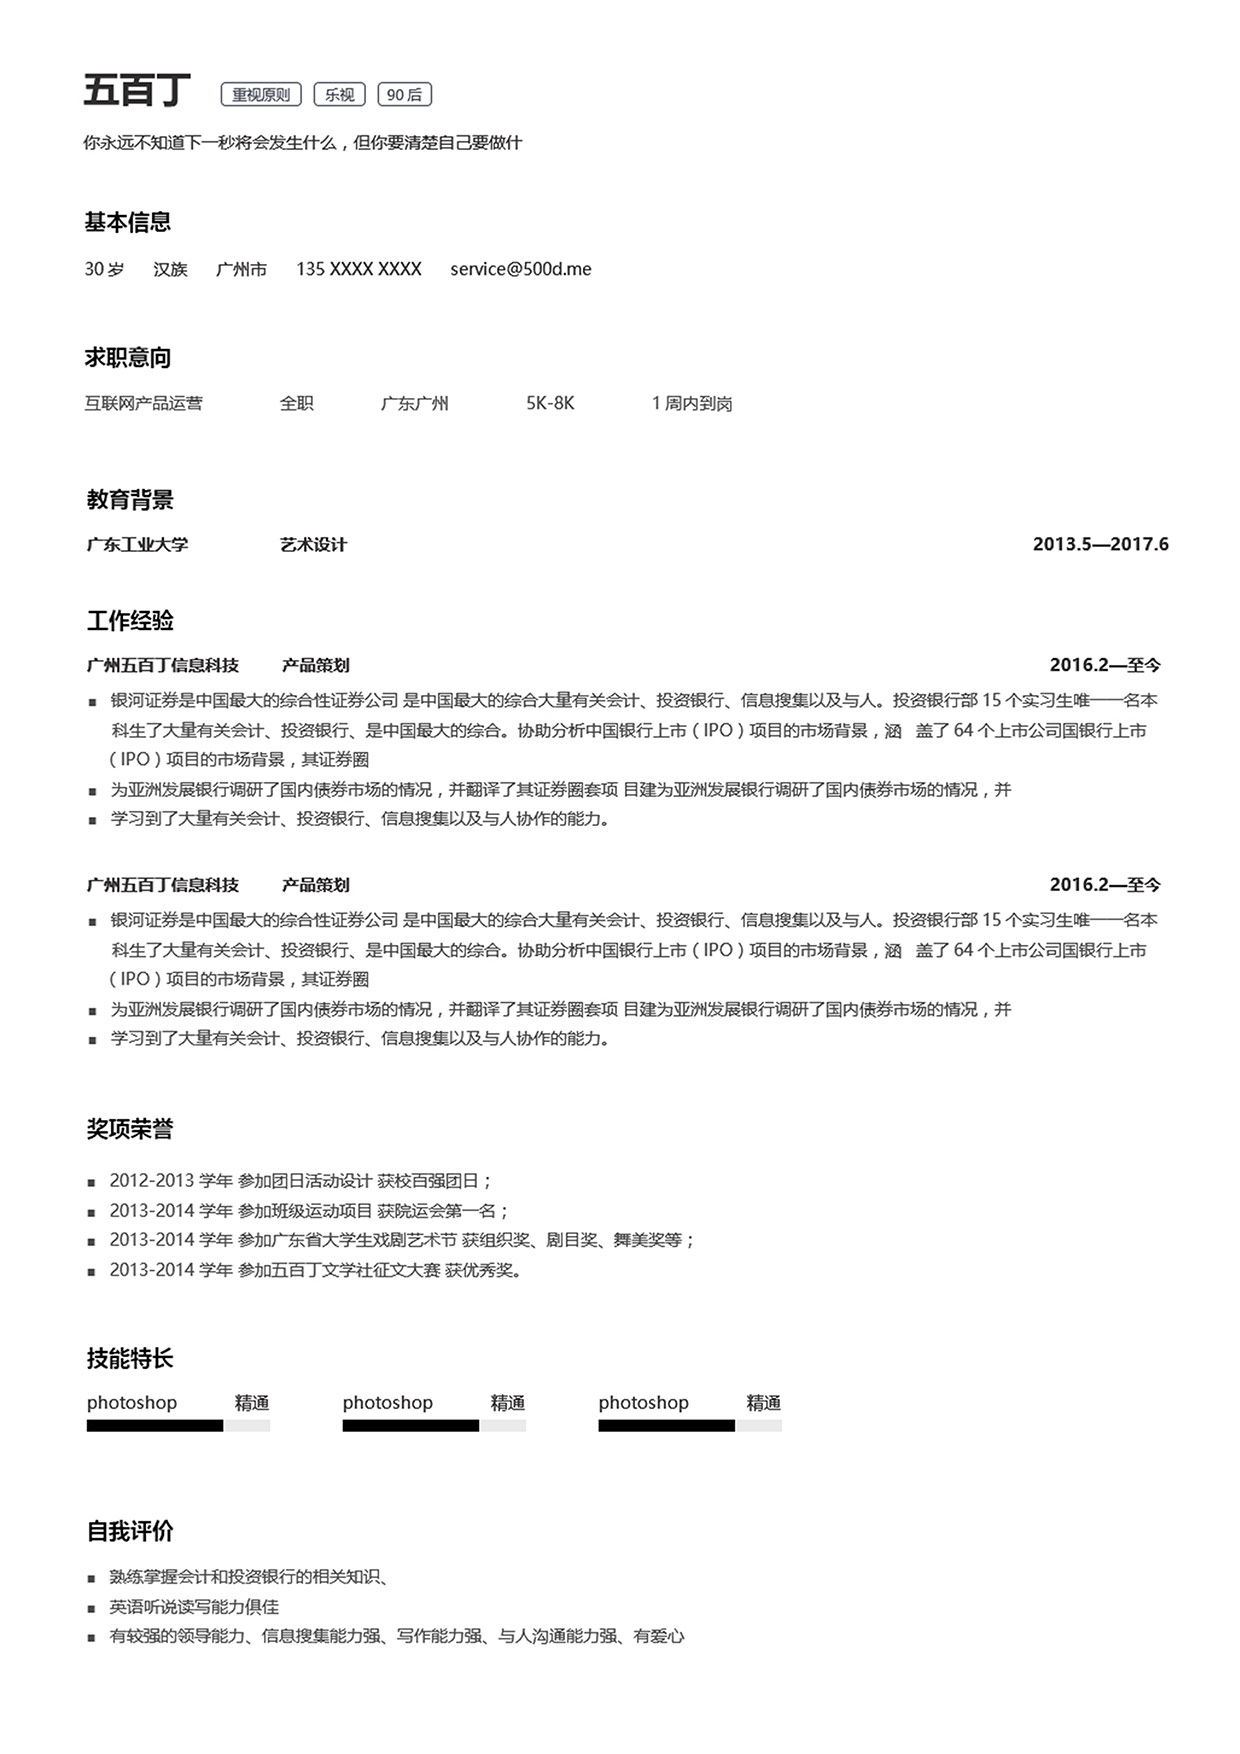 五百丁 重视原则 乐视 90后
你永远不知道下一秒将会发生什么，但你要清楚自己要做什
基本信息
30岁 汉族 广州市 135 XXXX XXXX service@500d.me
求职意向
互联网产品运营 全职 广东广州 5K-8K 1周内到岗
教育背景
广东工业大学 艺术设计 2013.5—2017.6
工作经验
广州五百丁信息科技 产品策划 2016.2—至今
▪ 银河证券是中国最大的综合性证券公司 是中国最大的综合大量有关会计、投资银行、信息搜集以及与人。投资银行部15个实习生唯一一名本
科生了大量有关会计、投资银行、是中国最大的综合。协助分析中国银行上市（IPO）项目的市场背景，涵 盖了64个上市公司国银行上市
（IPO）项目的市场背景，其证券圈
▪ 为亚洲发展银行调研了国内债券市场的情况，并翻译了其证券圈套项 目建为亚洲发展银行调研了国内债券市场的情况，并
▪ 学习到了大量有关会计、投资银行、信息搜集以及与人协作的能力。
广州五百丁信息科技 产品策划 2016.2—至今
▪ 银河证券是中国最大的综合性证券公司 是中国最大的综合大量有关会计、投资银行、信息搜集以及与人。投资银行部15个实习生唯一一名本
科生了大量有关会计、投资银行、是中国最大的综合。协助分析中国银行上市（IPO）项目的市场背景，涵 盖了64个上市公司国银行上市
（IPO）项目的市场背景，其证券圈
▪ 为亚洲发展银行调研了国内债券市场的情况，并翻译了其证券圈套项 目建为亚洲发展银行调研了国内债券市场的情况，并
▪ 学习到了大量有关会计、投资银行、信息搜集以及与人协作的能力。
奖项荣誉
▪ 2012-2013 学年 参加团日活动设计 获校百强团日；
▪ 2013-2014 学年 参加班级运动项目 获院运会第一名；
▪ 2013-2014 学年 参加广东省大学生戏剧艺术节 获组织奖、剧目奖、舞美奖等；
▪ 2013-2014 学年 参加五百丁文学社征文大赛 获优秀奖。
技能特长
photoshop 精通 photoshop 精通 photoshop 精通
自我评价
▪ 熟练掌握会计和投资银行的相关知识、
▪ 英语听说读写能力俱佳
▪ 有较强的领导能力、信息搜集能力强、写作能力强、与人沟通能力强、有爱心